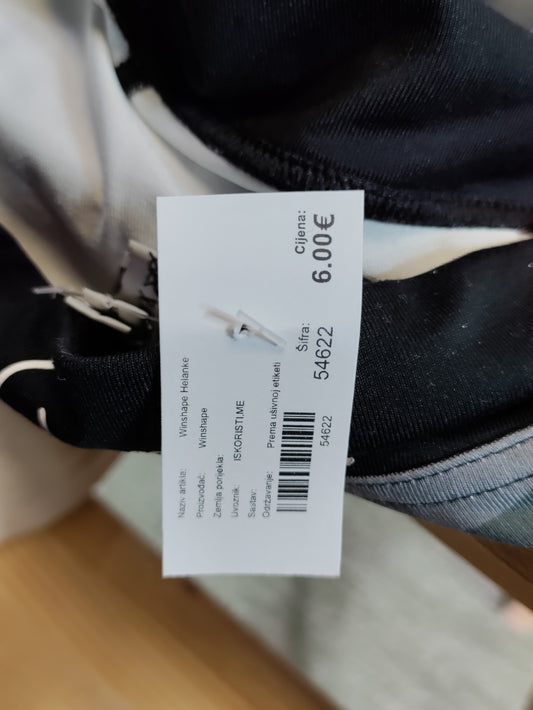 Naziv artikla: Winshape Helanke
Proizvođač: Winshape
Zemlja porijekla:
Uvoznik: ISKORISTI.ME
Sastav:
Održavanje: Prema ušivnoj etiketi
54622
Šifra:
54622
Cijena:
6.00€